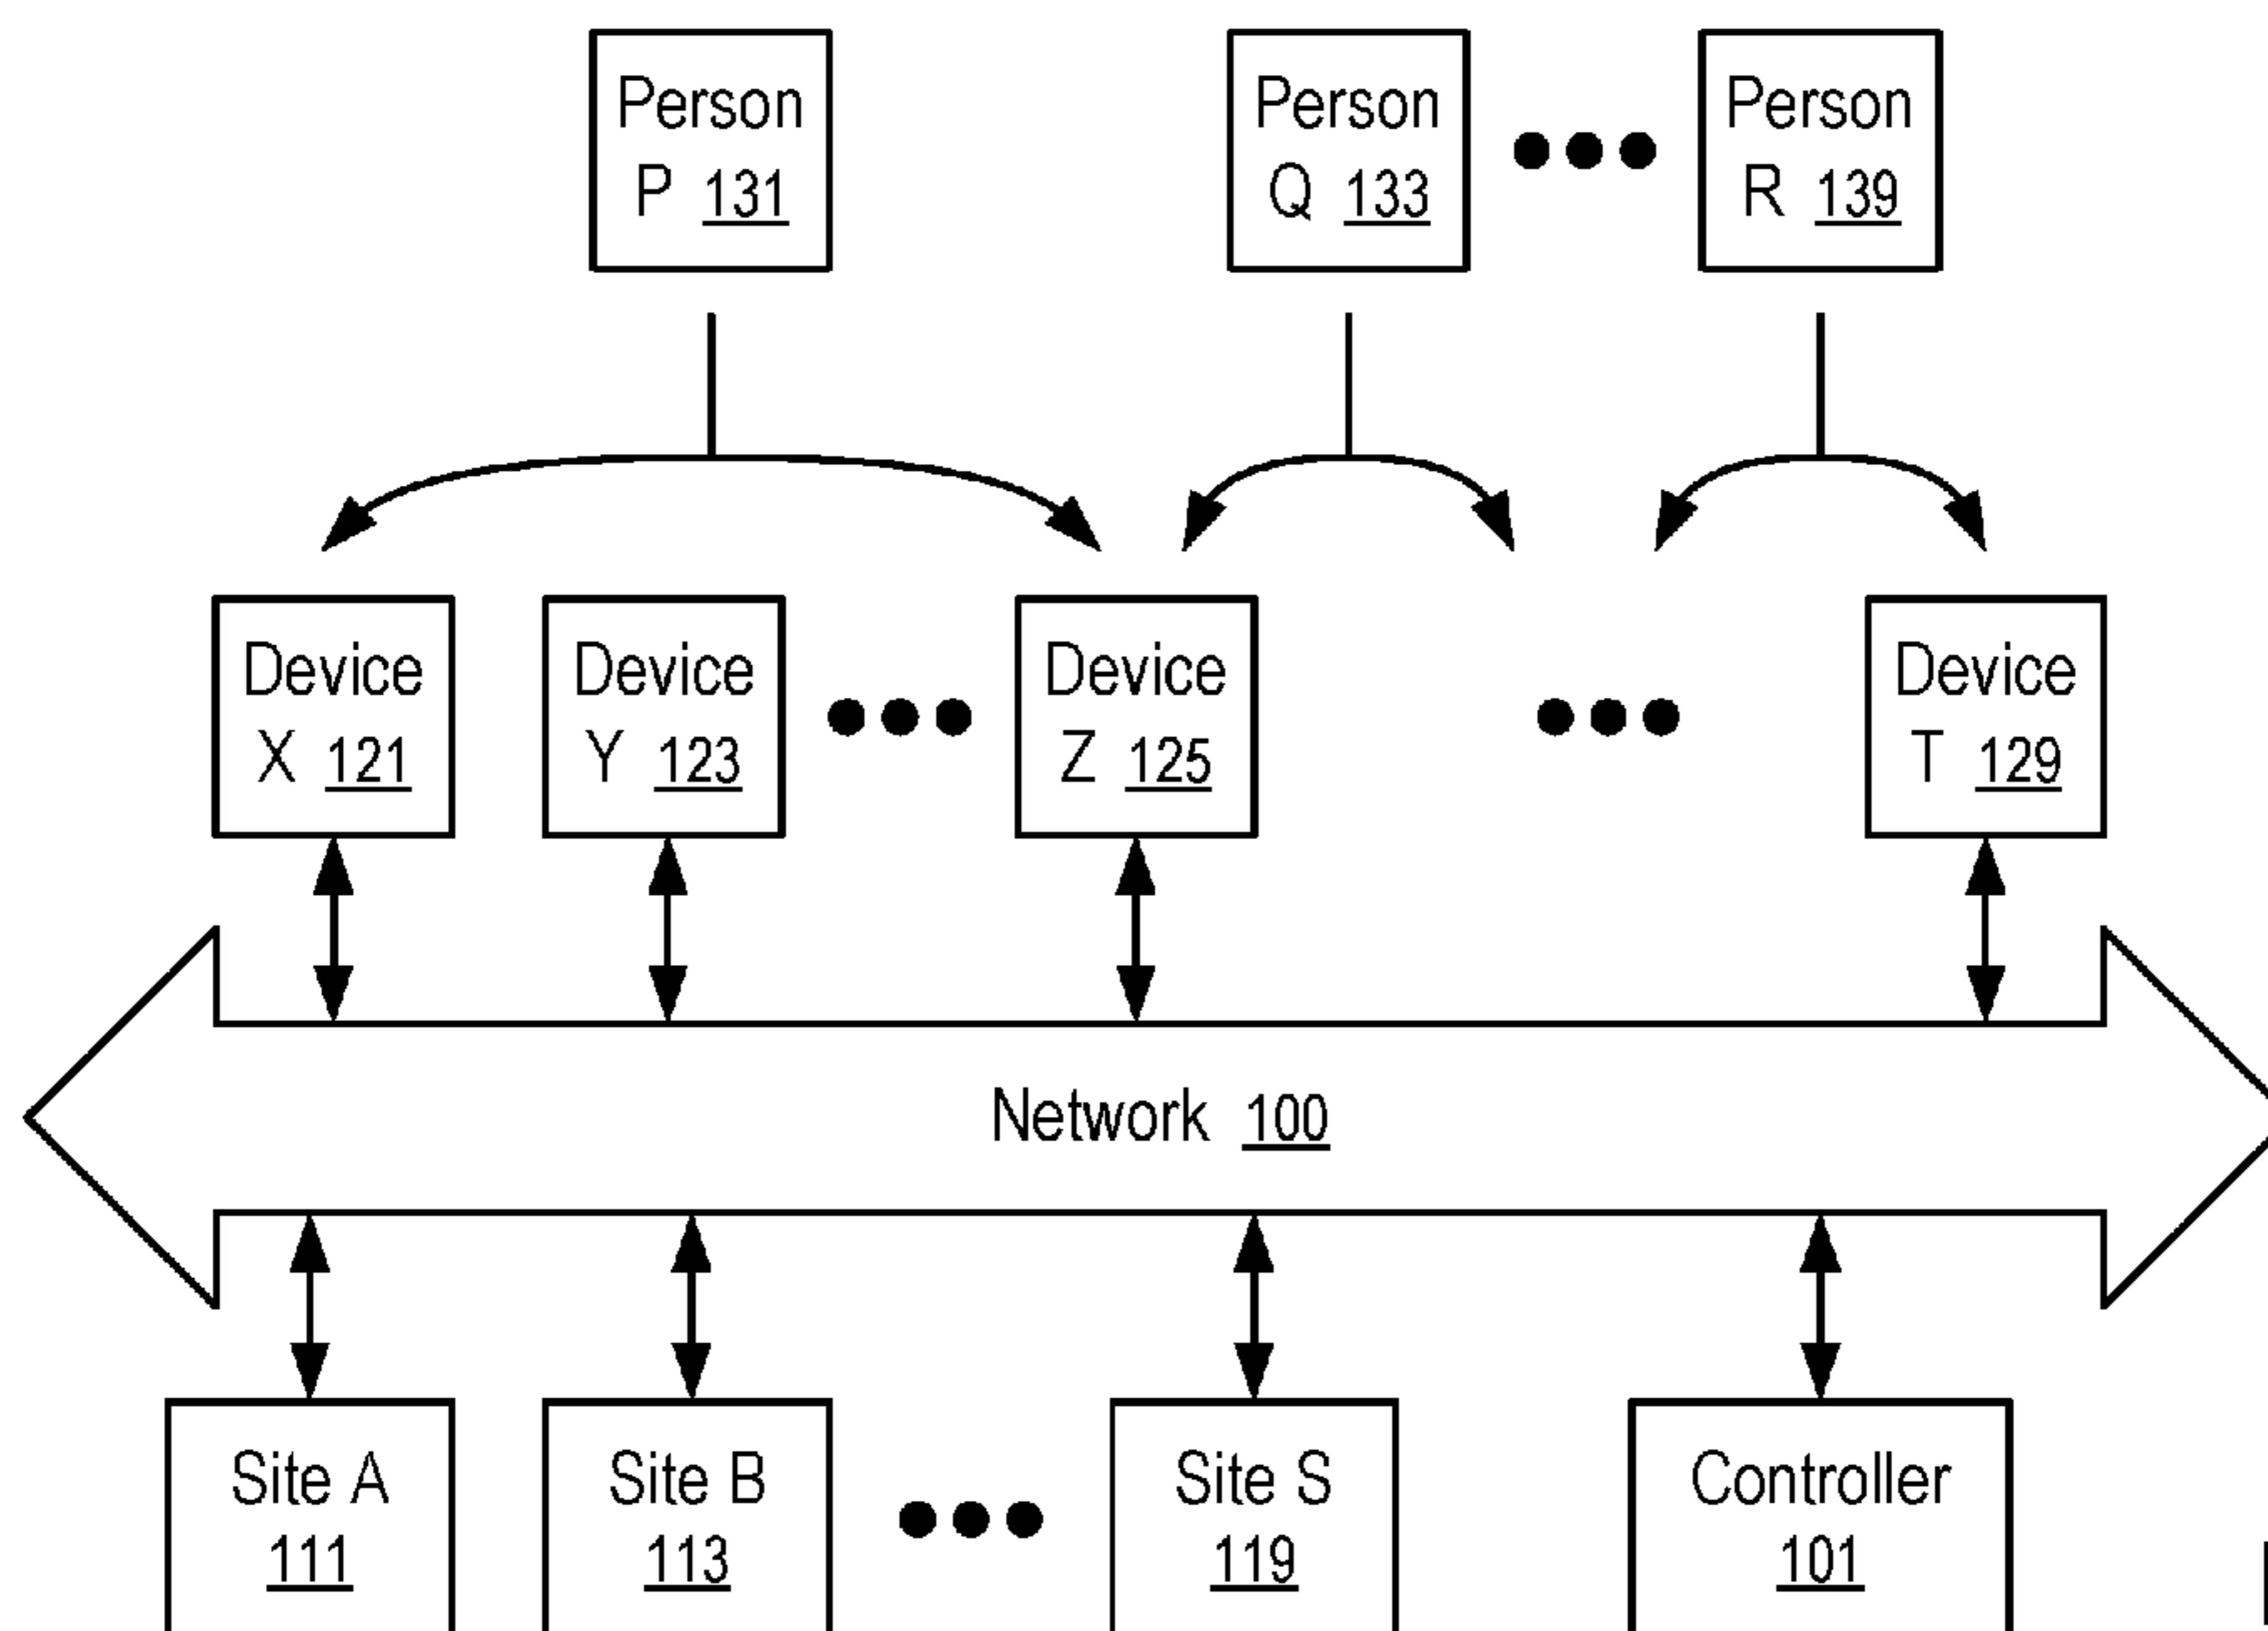 Person
P 131
Person
Q 133
Person
R 139
Device
X 121
Device
Y 123
Device
Z 125
Device
T 129
Network 100
Site A
111
Site B
113
Site S
119
Controller
101